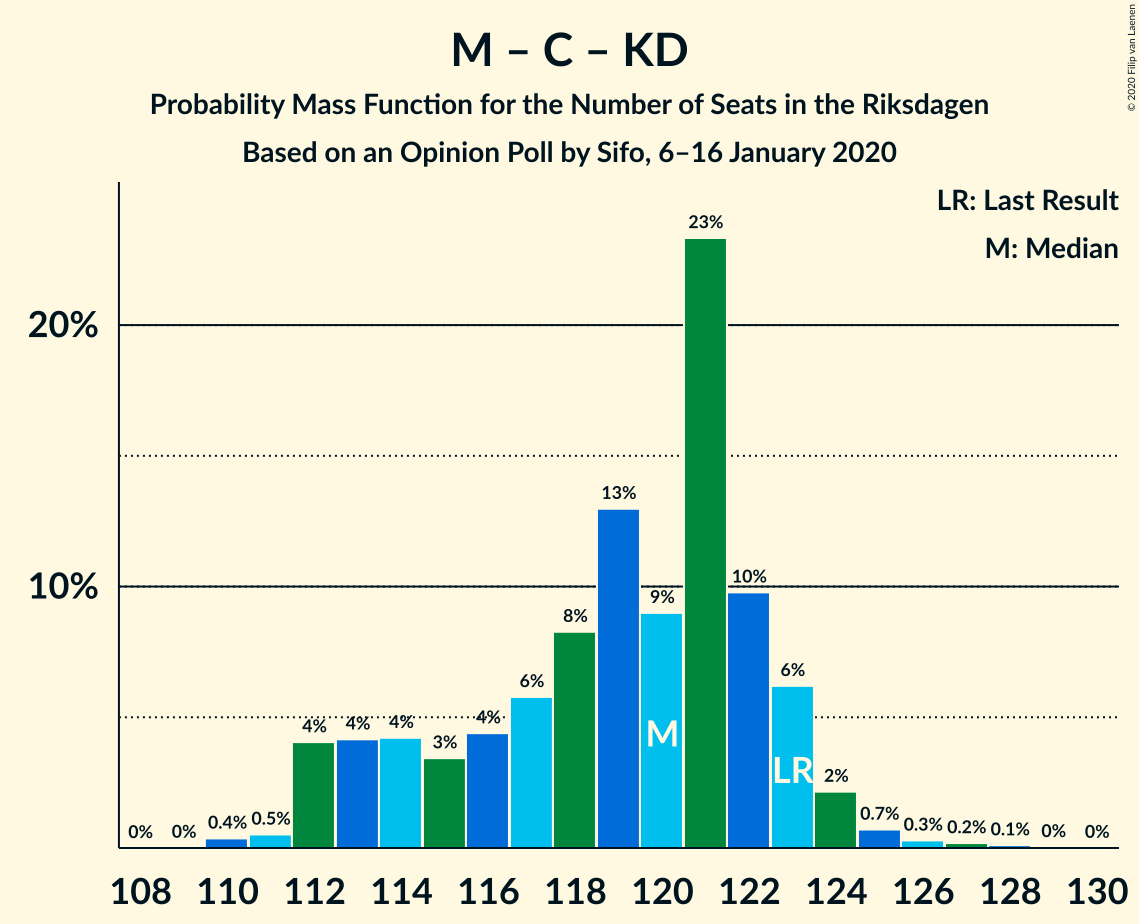 M – C – KD
Probability Mass Function for the Number of Seats in the Riksdagen
Based on an Opinion Poll by Sifo, 6–16 January 2020
© 2020 Filip van Laenen
LR: Last Result
M: Median
20%
10%
0% 0% 0.4% 0.5% 4% 4% 4% 3% 4% 6% 8% 13% 9% 23% 10% 6% 2% 0.7% 0.3% 0.2% 0.1% 0% 0%
M
LR
108 110 112 114 116 118 120 122 124 126 128 130